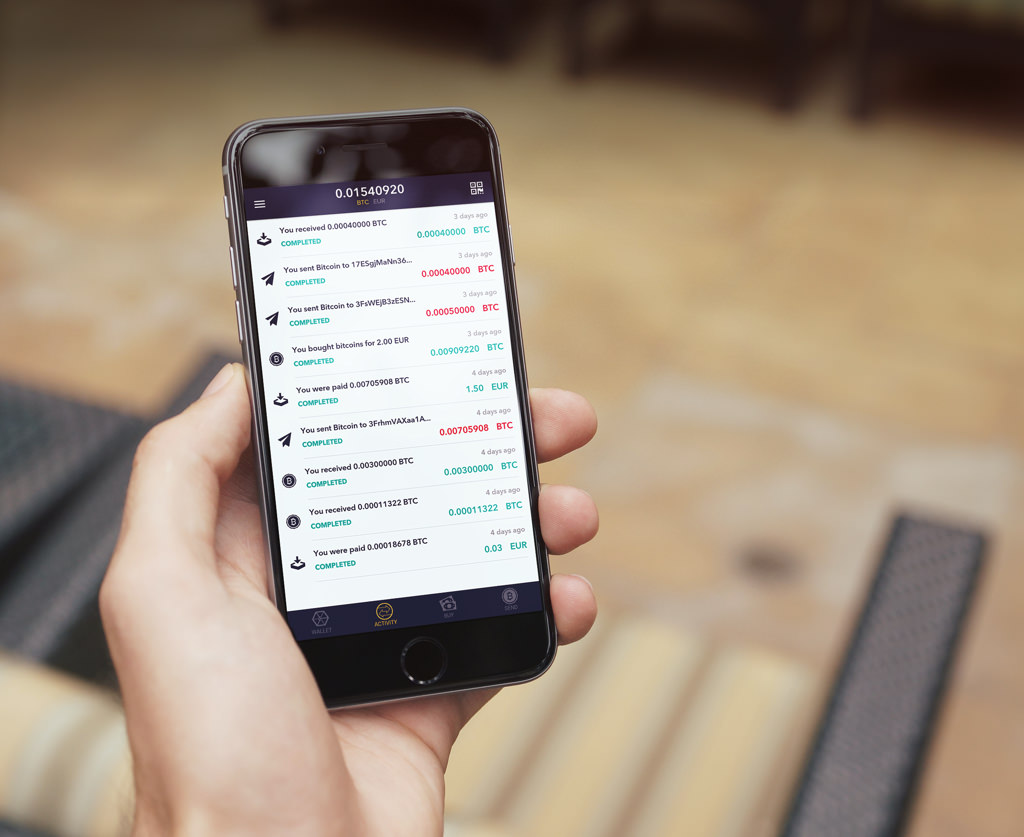 0.01540920
BTC EUR
You received 0.00040000 BTC
3 days ago
COMPLETED
0.00040000 BTC
You sent Bitcoin to 17ESgjMaNn36...
3 days ago
COMPLETED
0.00040000 BTC
You sent Bitcoin to 3FsWEjB3zESN...
3 days ago
COMPLETED
0.00050000 BTC
You bought bitcoins for 2.00 EUR
3 days ago
COMPLETED
0.00909220 BTC
You were paid 0.00705908 BTC
4 days ago
COMPLETED
1.50 EUR
You sent Bitcoin to 3FrhmVAXaa1A...
4 days ago
COMPLETED
0.00705908 BTC
You received 0.00300000 BTC
4 days ago
COMPLETED
0.00300000 BTC
You received 0.00011322 BTC
4 days ago
COMPLETED
0.00011322 BTC
You were paid 0.00018678 BTC
4 days ago
COMPLETED
0.03 EUR
WALLET
ACTIVITY
BUY
SEND